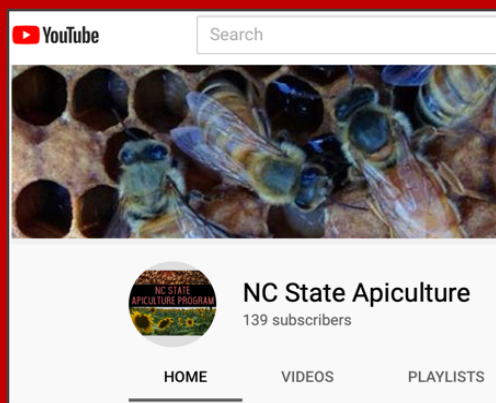 YouTube
Search
NC STATE
APICULTURE PROGRAM
NC State Apiculture
139 subscribers
HOME VIDEOS PLAYLISTS